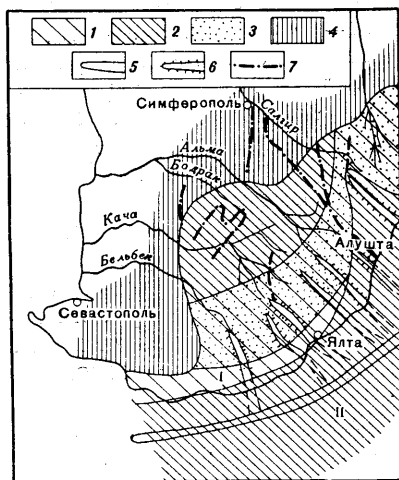 1 2 3 4
5 6 7
Симферополь
Салгир
Альма
Бодрак
Кача
Алушта
Бельбек
Севастополь
Ялта
I
II